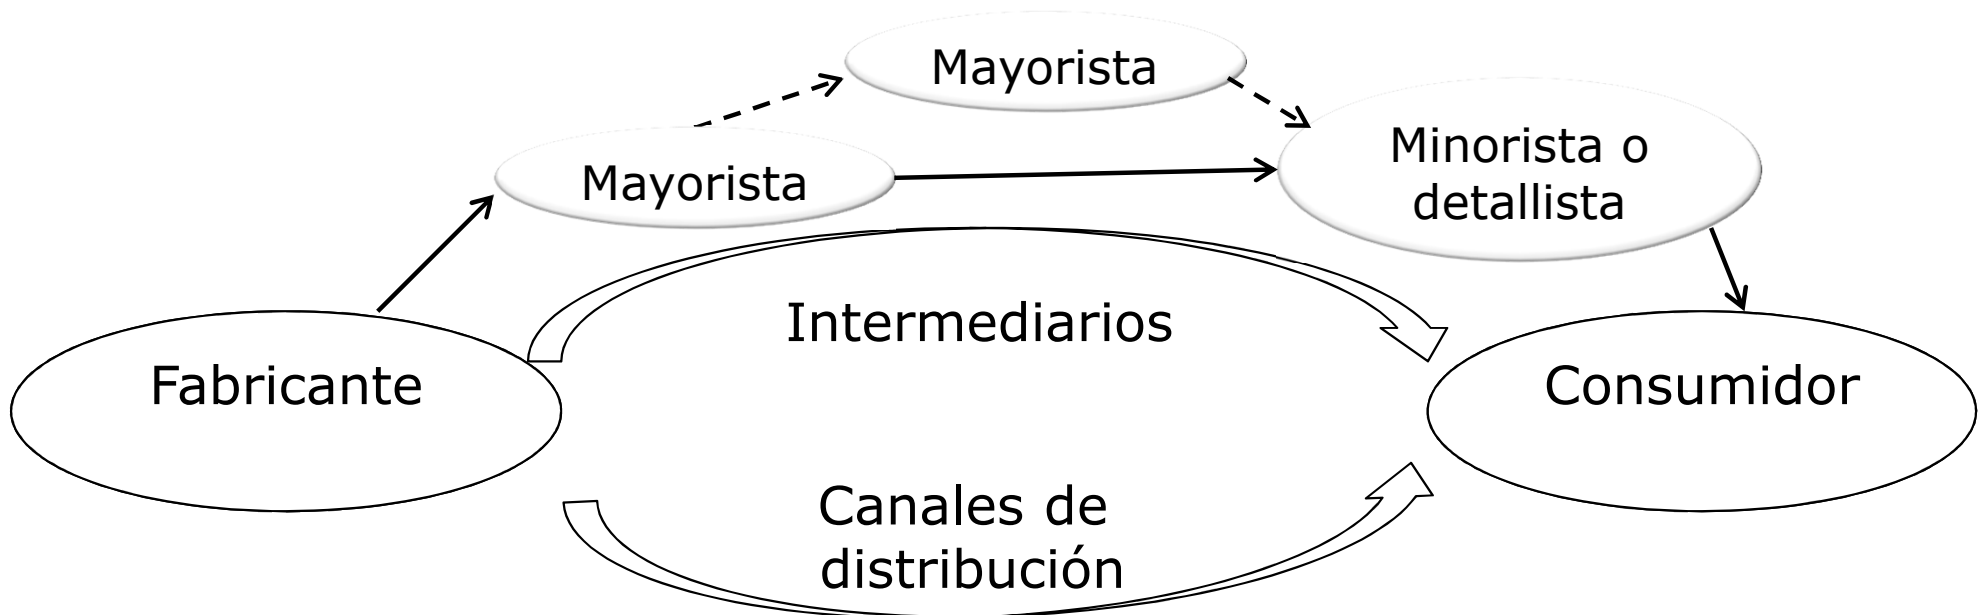 Mayorista
Mayorista
Minorista o
detallista
Intermediarios
Fabricante
Consumidor
Canales de
distribución